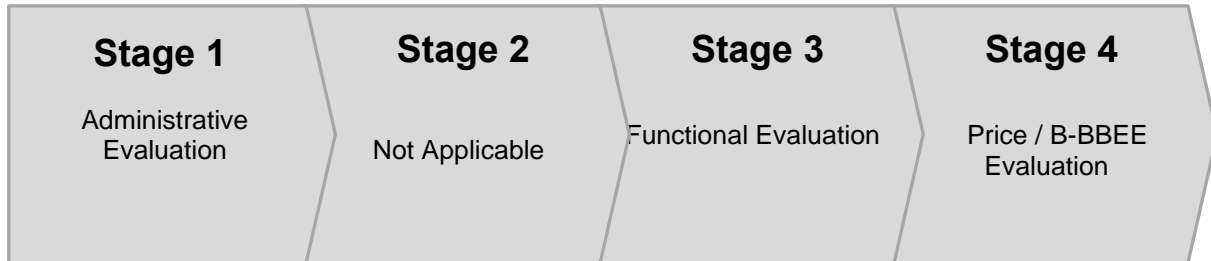 Stage 1
Administrative
Evaluation
Stage 2
Not Applicable
Stage 3
Functional Evaluation
Stage 4
Price / B-BBEE
Evaluation